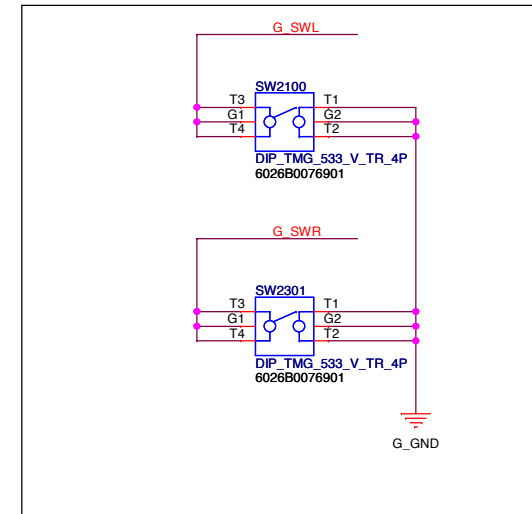 G_SWL
SW2100
T3 T1
G1 G2
T4 T2
DIP_TMG_533_V_TR_4P
6026B0076901
G_SWR
SW2301
T3 T1
G1 G2
T4 T2
DIP_TMG_533_V_TR_4P
6026B0076901
G_GND